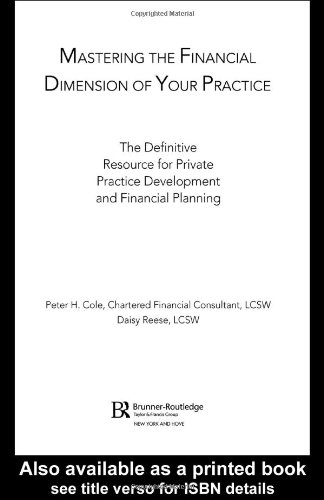 MASTERING THE FINANCIAL
DIMENSION OF YOUR PRACTICE
The Definitive
Resource for Private
Practice Development
and Financial Planning
Peter H. Cole, Chartered Financial Consultant, LCSW
Daisy Reese, LCSW
BR Brunner-Routledge
Taylor & Francis Group
NEW YORK AND HOVE
Also available as a printed book
see title verso for ISBN details